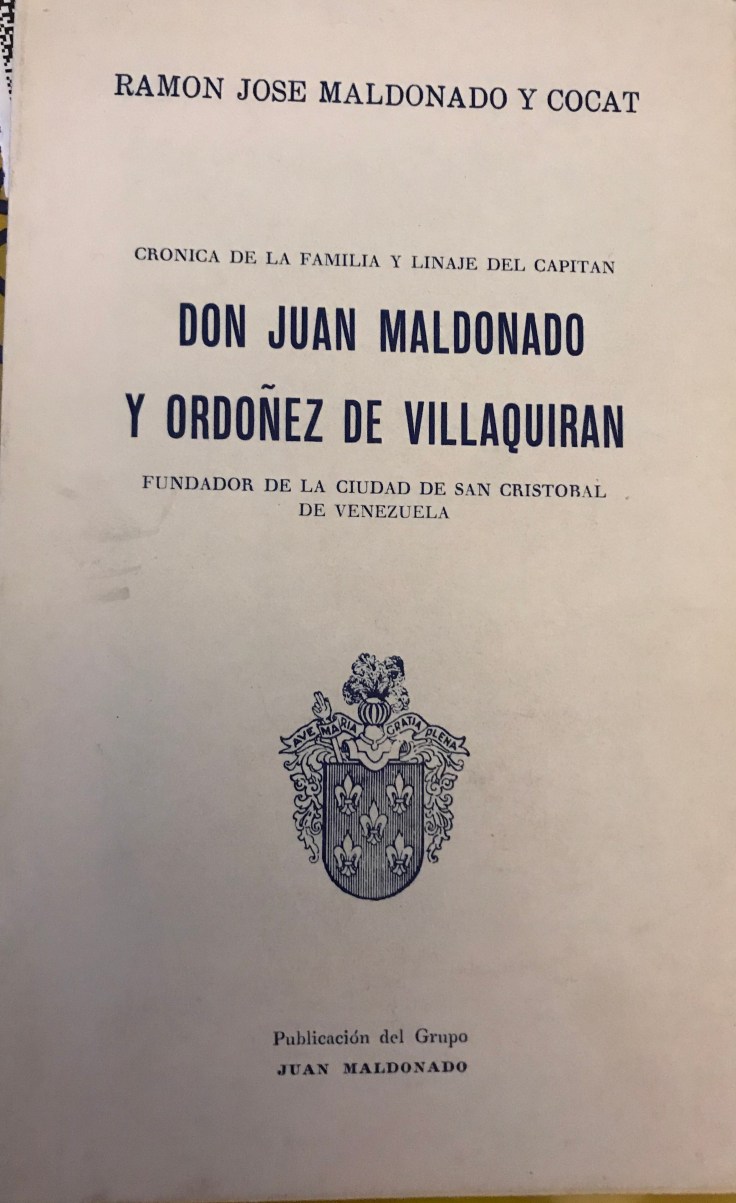 RAMON JOSE MALDONADO Y COCAT
CRONICA DE LA FAMILIA Y LINAJE DEL CAPITAN
DON JUAN MALDONADO
Y ORDOÑEZ DE VILLAQUIRAN
FUNDADOR DE LA CIUDAD DE SAN CRISTOBAL
DE VENEZUELA
AVE MARIA GRATIA PLENA
Publicación del Grupo
JUAN MALDONADO